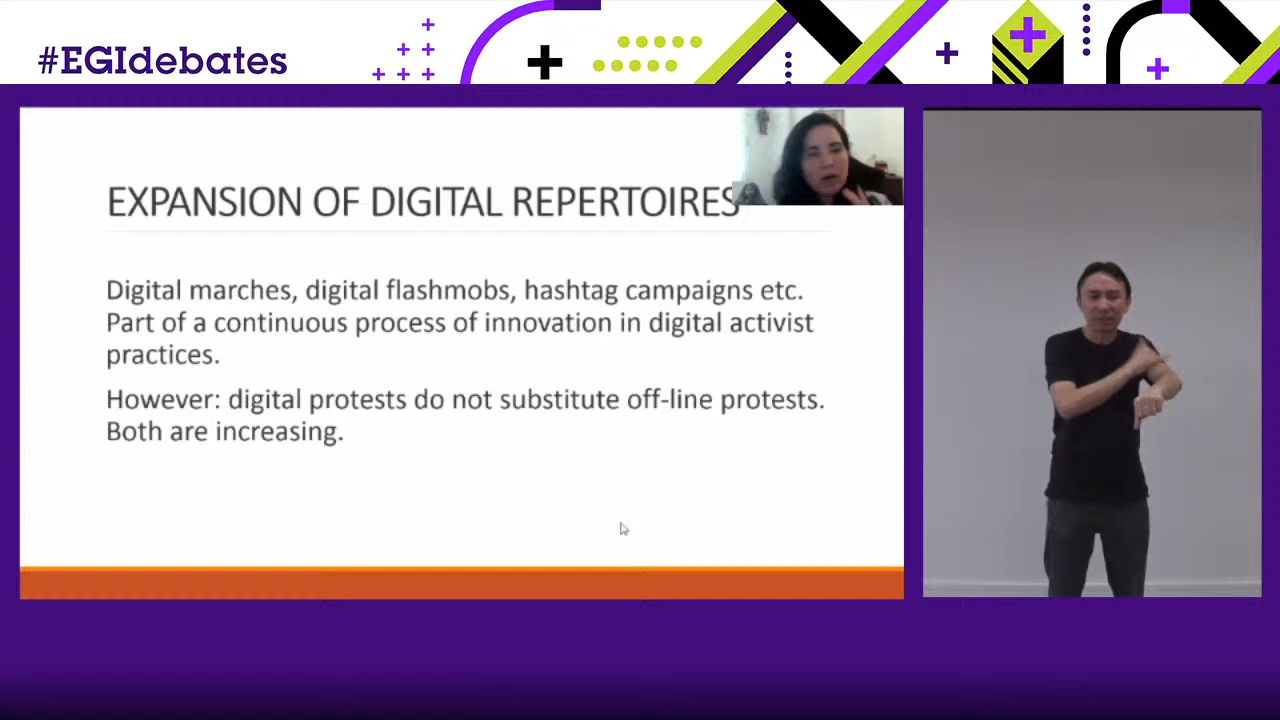 #EGIdebates
EXPANSION OF DIGITAL REPERTOIRES
Digital marches, digital flashmobs, hashtag campaigns etc.
Part of a continuous process of innovation in digital activist
practices.
However: digital protests do not substitute off-line protests.
Both are increasing.